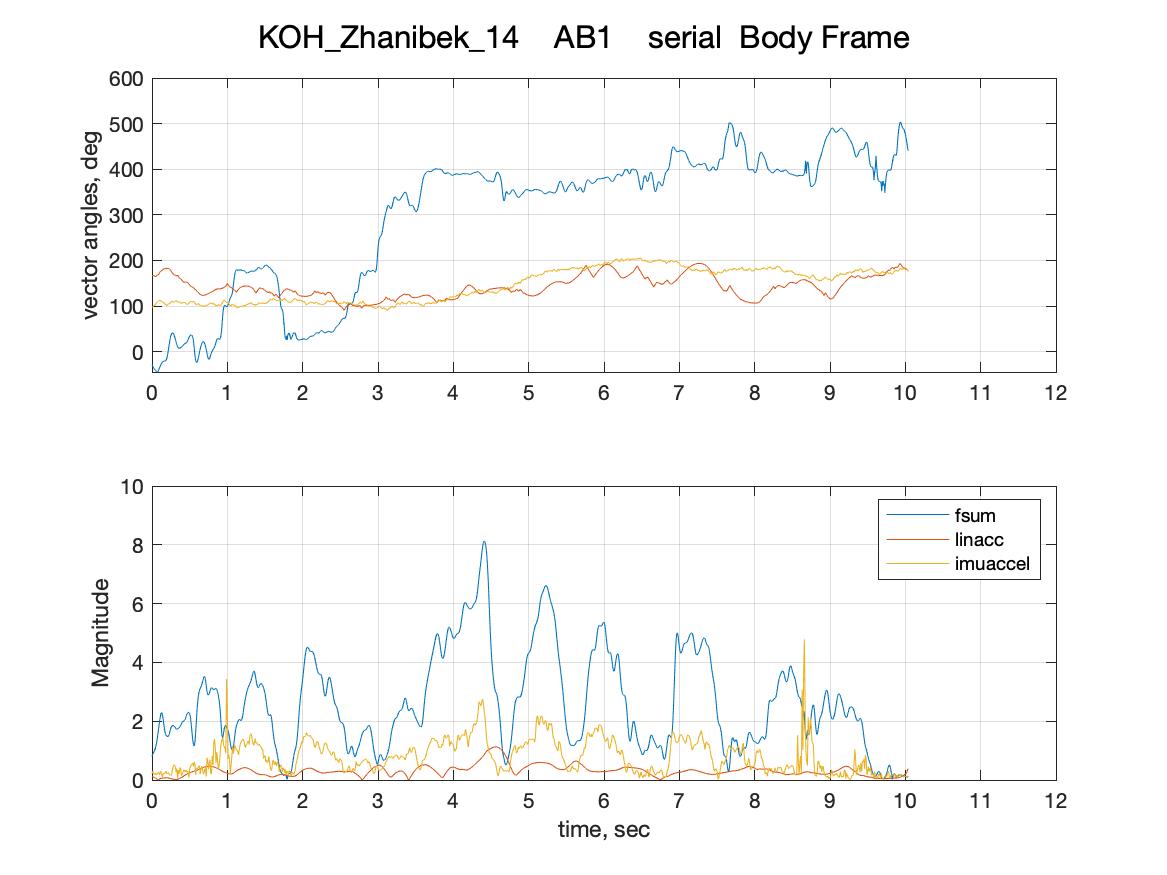 KOH_Zhanibek_14 AB1 serial Body Frame
600
500
400
300
200
100
0
vector angles, deg
0 1 2 3 4 5 6 7 8 9 10 11 12
10
8
6
4
2
0
Magnitude
fsum
linacc
imuaccel
0 1 2 3 4 5 6 7 8 9 10 11 12
time, sec